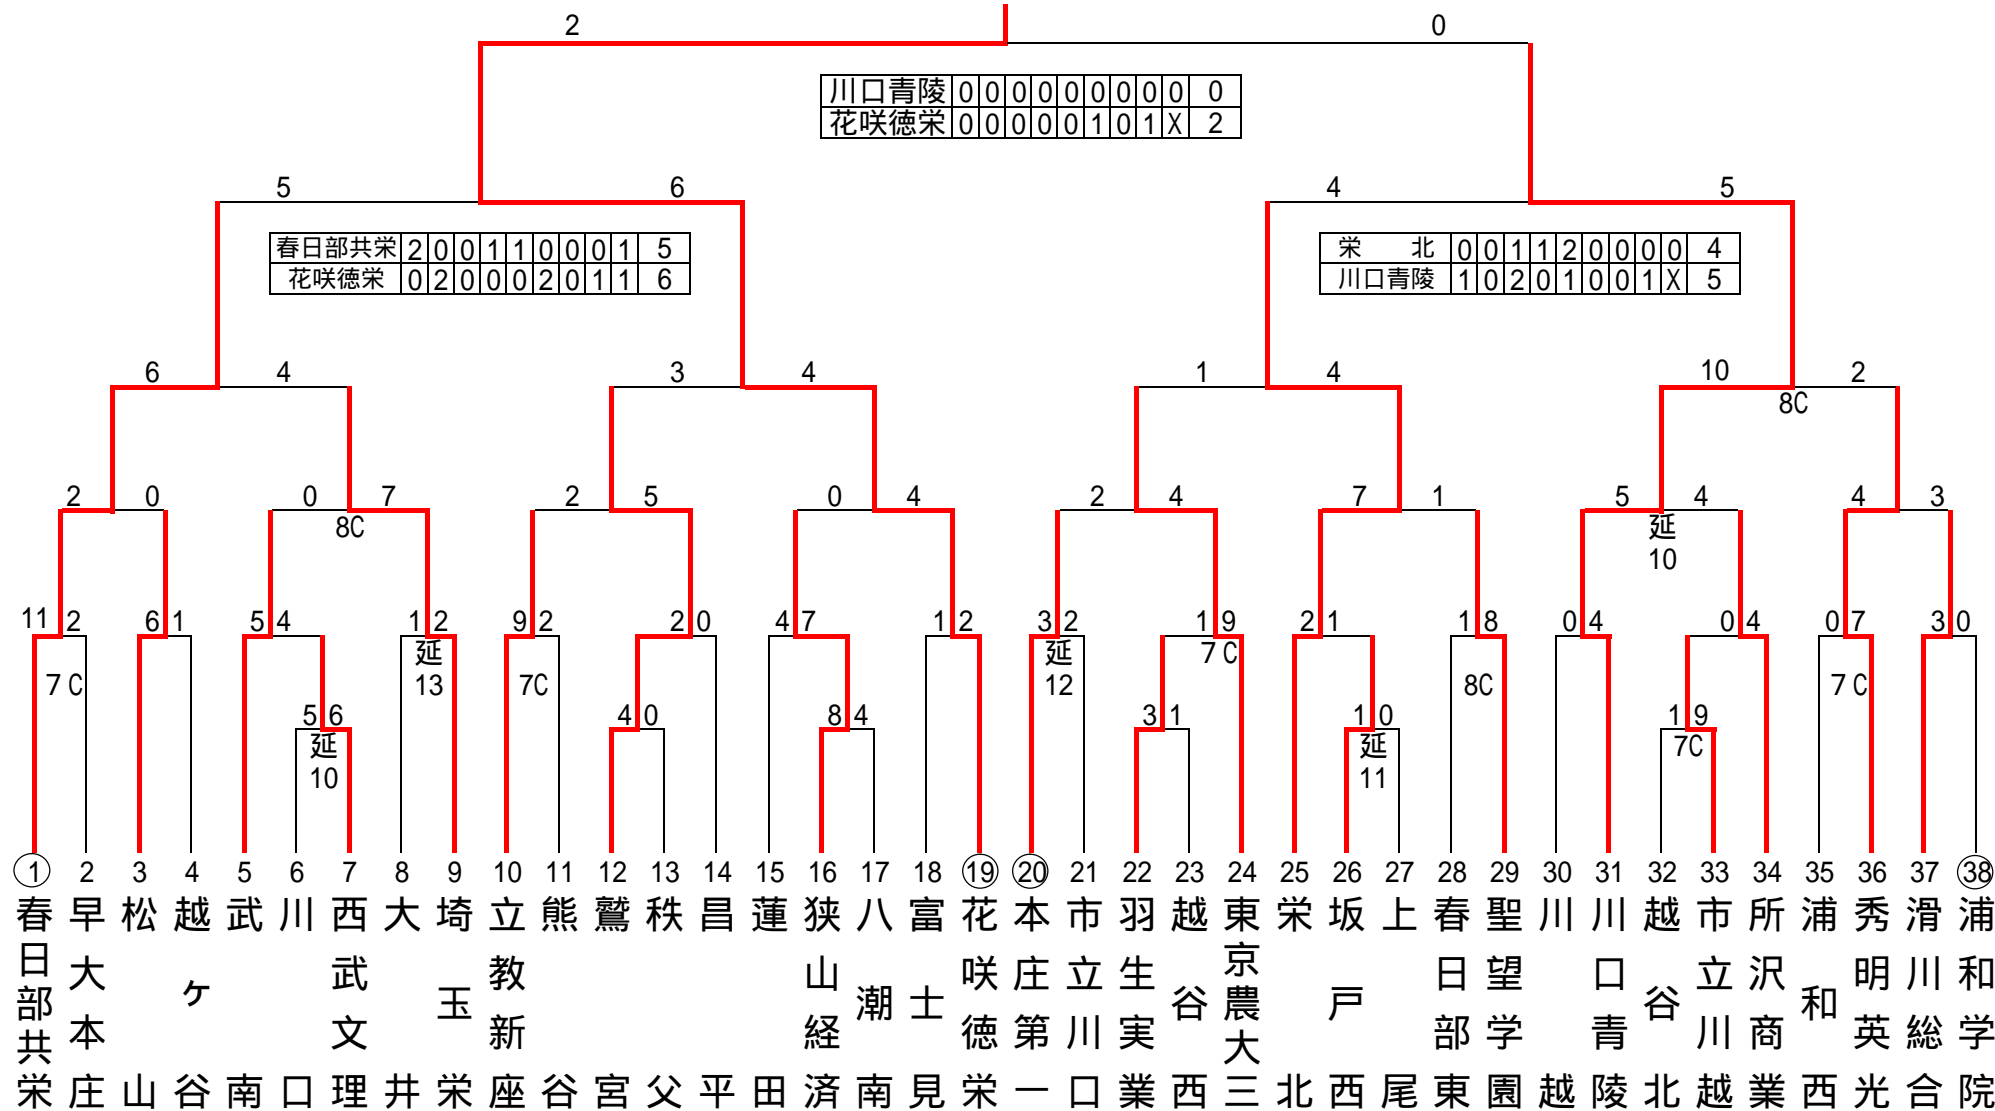 2 0
川口青陵 0 0 0 0 0 0 0 0 0 0
花咲徳栄 0 0 0 0 0 1 0 1 X 2
5 6 4 5
春日部共栄 2 0 0 1 1 0 0 0 1 5
花咲徳栄 0 2 0 0 0 2 0 1 1 6
栄 北 0 0 1 1 2 0 0 0 0 4
川口青陵 1 0 2 0 1 0 0 1 X 5
6 4 3 4 1 4 10 2
8C
2 0 0 7 2 5 0 4 2 4 7 1 5 4 4 3
8C 延
10
11 2 6 1 5 4 1 2 9 2 2 0 4 7 1 2 3 2 1 9 2 1 1 8 0 4 0 4 0 7 3 0
延 延 7C
7C 13 7C 12 8C 7C
5 6 4 0 8 4 3 1 1 0 1 9
延 延 7C
10 11
1 2 3 4 5 6 7 8 9 10 11 12 13 14 15 16 17 18 19 20 21 22 23 24 25 26 27 28 29 30 31 32 33 34 35 36 37 38
春日部共栄
早大本庄
松山
越ケ谷
武南
川口
西武文理
大井
埼玉栄
立教新座
熊谷
鷲宮
秩父
昌平
蓮田
狭山経済
八潮南
富士見
花咲徳栄
本庄第一
市立川口
羽生実業
越谷西
東京農大三
栄北
坂戸西
上尾
春日部東
聖望学園
川越
川口青陵
越谷北
市立川越
所沢商業
浦和西
秀明英光
滑川総合
浦和学院